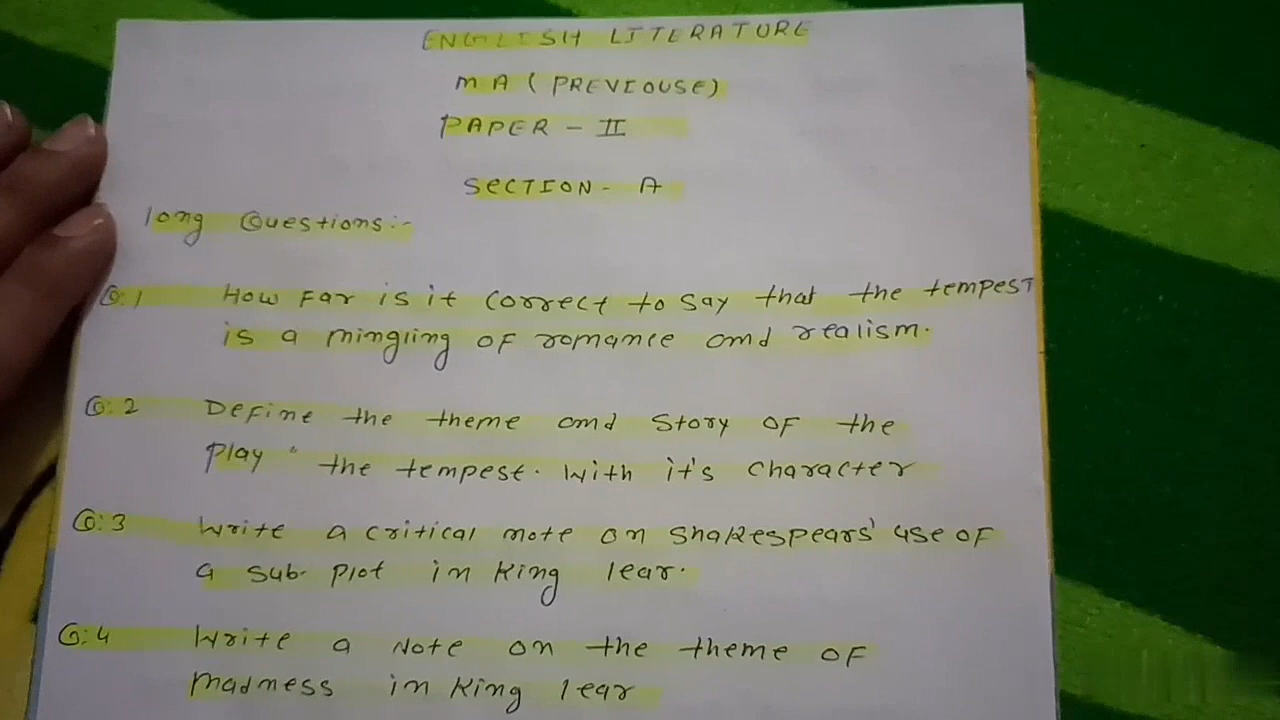 ENGLISH LITERATURE
MA (PREVIOUSE)
PAPER - II
SECTION - A
long Questions:-
Q:1 How Far is it correct to say that the tempest
is a mingling of romance and realism.
Q:2 Define the theme and story of the
play " the tempest. with it's character
Q:3 Write a critical note on Shakespears' use of
a sub-plot in King lear.
Q:4 Write a Note on the theme of
madness in King lear